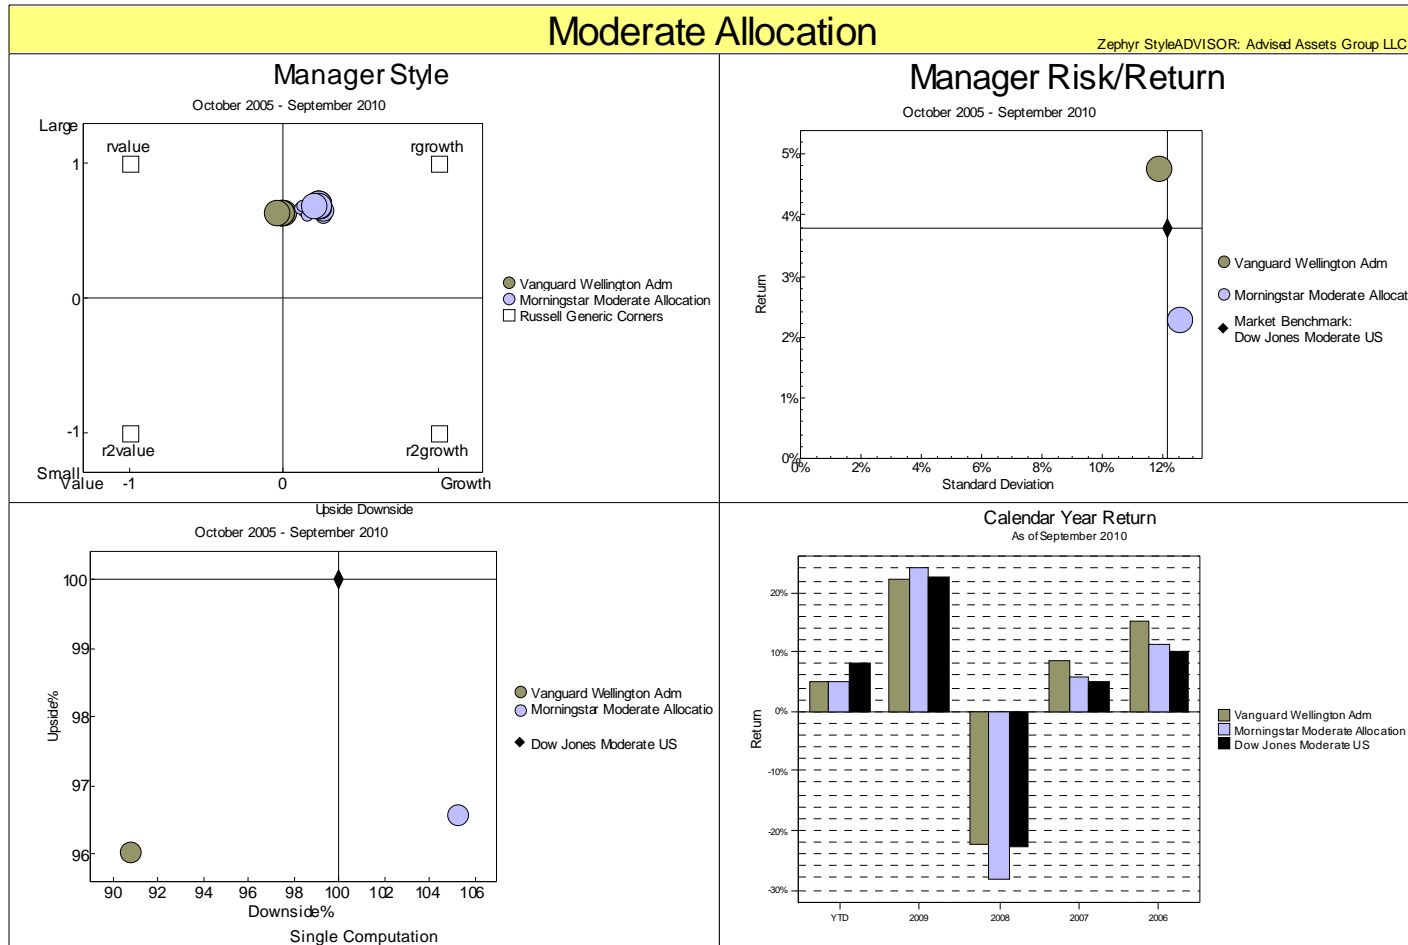 Moderate Allocation
Zephyr StyleADVISOR: Advised Assets Group LLC
Manager Style
October 2005 - September 2010
Large
rvalue
rgrowth
1
0
-1
r2value
r2growth
Small
Value
-1
0
Growth
Vanguard Wellington Adm
Morningstar Moderate Allocation
Russell Generic Corners
Manager Risk/Return
October 2005 - September 2010
5%
4%
3%
2%
1%
0%
Return
0%
2%
4%
6%
8%
10%
12%
Standard Deviation
Vanguard Wellington Adm
Morningstar Moderate Allocat
Market Benchmark:
Dow Jones Moderate US
Upside Downside
October 2005 - September 2010
100
99
98
97
96
Upside%
90
92
94
96
98
100
102
104
106
Downside%
Single Computation
Vanguard Wellington Adm
Morningstar Moderate Allocatio
Dow Jones Moderate US
Calendar Year Return
As of September 2010
20%
10%
0%
-10%
-20%
-30%
Return
YTD
2009
2008
2007
2006
Vanguard Wellington Adm
Morningstar Moderate Allocation
Dow Jones Moderate US